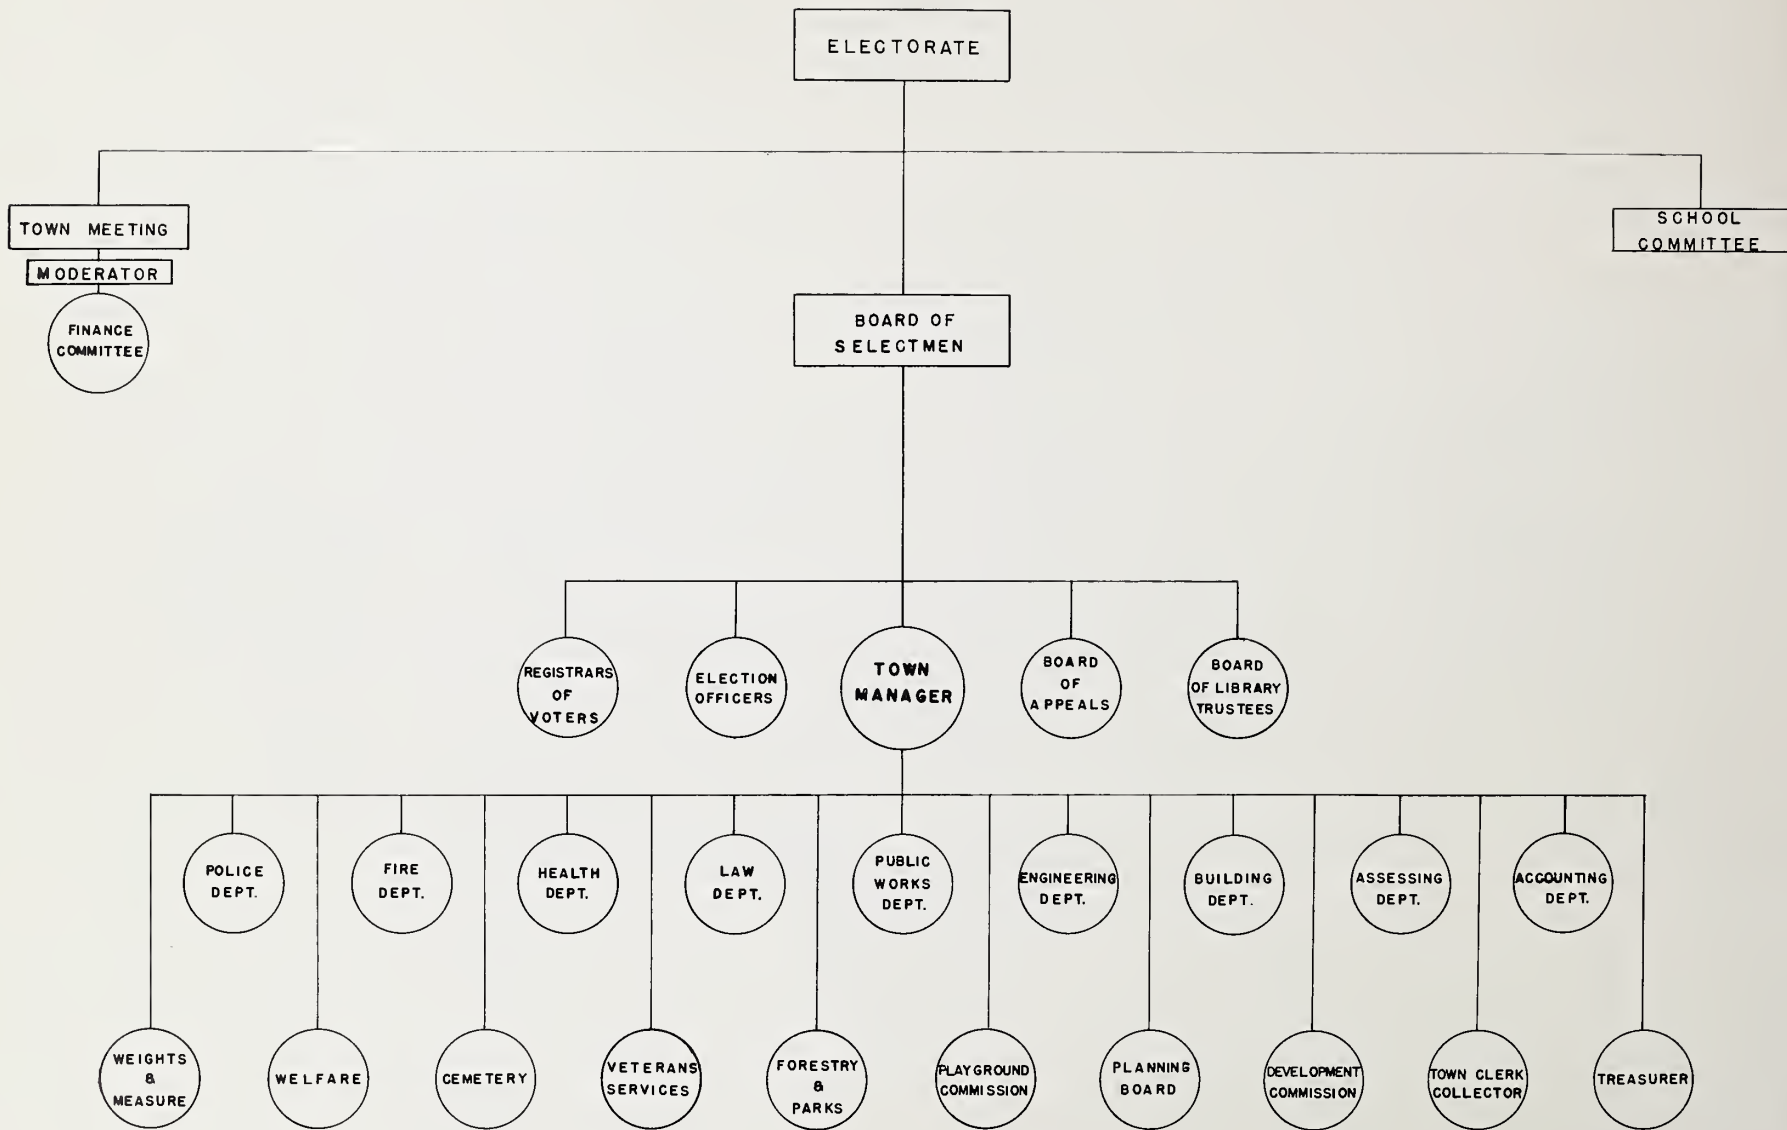 ELECTORATE
TOWN MEETING
MODERATOR
FINANCE
COMMITTEE
SCHOOL
COMMITTEE
BOARD OF
SELECTMEN
REGISTRARS
OF
VOTERS
ELECTION
OFFICERS
TOWN
MANAGER
BOARD
OF
APPEALS
BOARD
OF LIBRARY
TRUSTEES
POLICE
DEPT.
FIRE
DEPT.
HEALTH
DEPT.
LAW
DEPT.
PUBLIC
WORKS
DEPT.
ENGINEERING
DEPT.
BUILDING
DEPT.
ASSESSING
DEPT.
ACCOUNTING
DEPT.
WEIGHTS
&
MEASURE
WELFARE
CEMETERY
VETERANS
SERVICES
FORESTRY
&
PARKS
PLAYGROUND
COMMISSION
PLANNING
BOARD
DEVELOPMENT
COMMISSION
TOWN CLERK
COLLECTOR
TREASURER